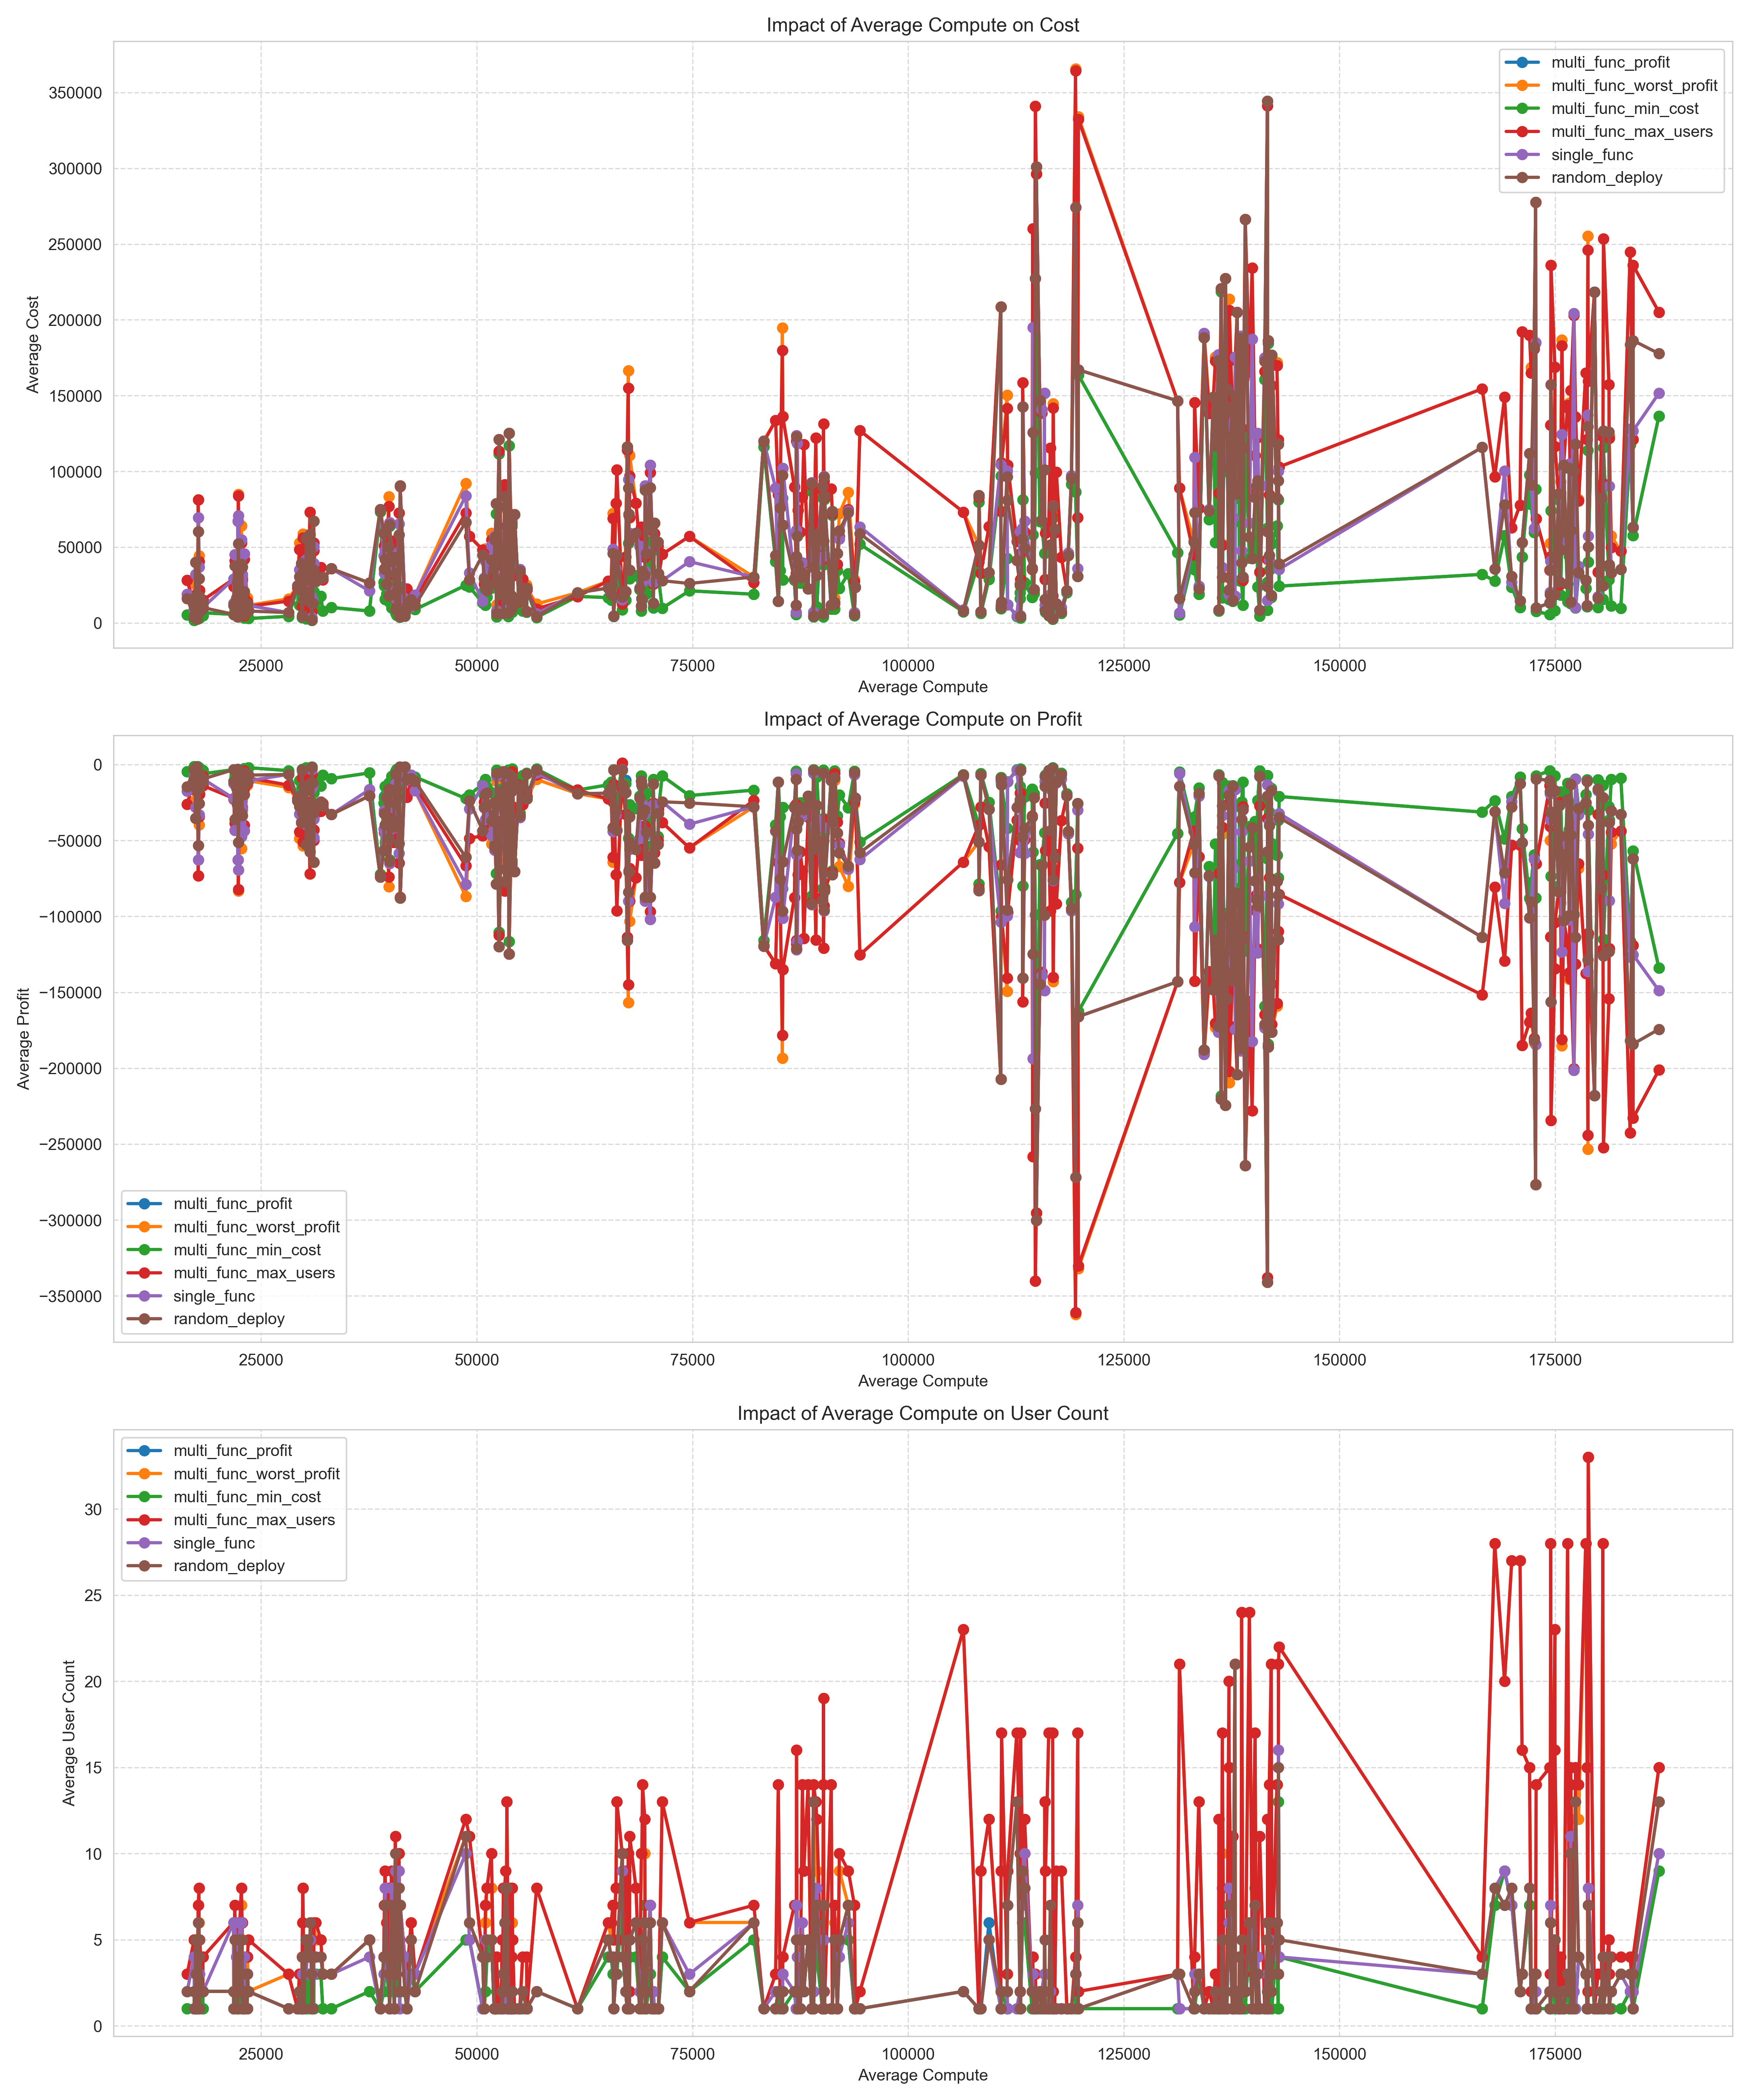 Impact of Average Compute on Cost
Average Cost
350000
300000
250000
200000
150000
100000
50000
0
multi_func_profit
multi_func_worst_profit
multi_func_min_cost
multi_func_max_users
single_func
random_deploy
25000 50000 75000 100000 125000 150000 175000
Average Compute
Impact of Average Compute on Profit
Average Profit
0
−50000
−100000
−150000
−200000
−250000
−300000
−350000
multi_func_profit
multi_func_worst_profit
multi_func_min_cost
multi_func_max_users
single_func
random_deploy
25000 50000 75000 100000 125000 150000 175000
Average Compute
Impact of Average Compute on User Count
Average User Count
30
25
20
15
10
5
0
multi_func_profit
multi_func_worst_profit
multi_func_min_cost
multi_func_max_users
single_func
random_deploy
25000 50000 75000 100000 125000 150000 175000
Average Compute